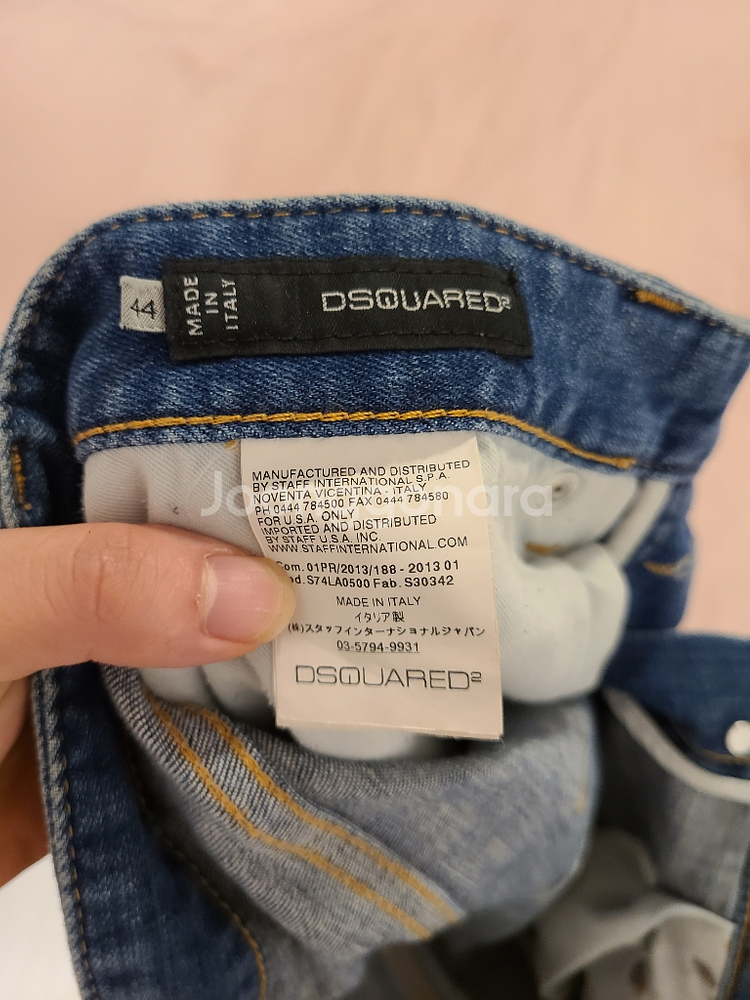 44
MADE
IN
ITALY
DSQUARED²
MANUFACTURED AND DISTRIBUTED
BY STAFF INTERNATIONAL S.P.A.
NOVENTA VICENTINA - ITALY
PH 0444 784500 FAX 0444 784580
FOR U.S.A. ONLY
IMPORTED AND DISTRIBUTED
BY STAFF U.S.A. INC.
WWW.STAFFINTERNATIONAL.COM
Com. 01PR/2013/188 - 2013 01
S74LA0500 Fab. S30342
MADE IN ITALY
イタリア製
(株)スタッフインターナショナルジャパン
03-5794-9931
DSQUARED²